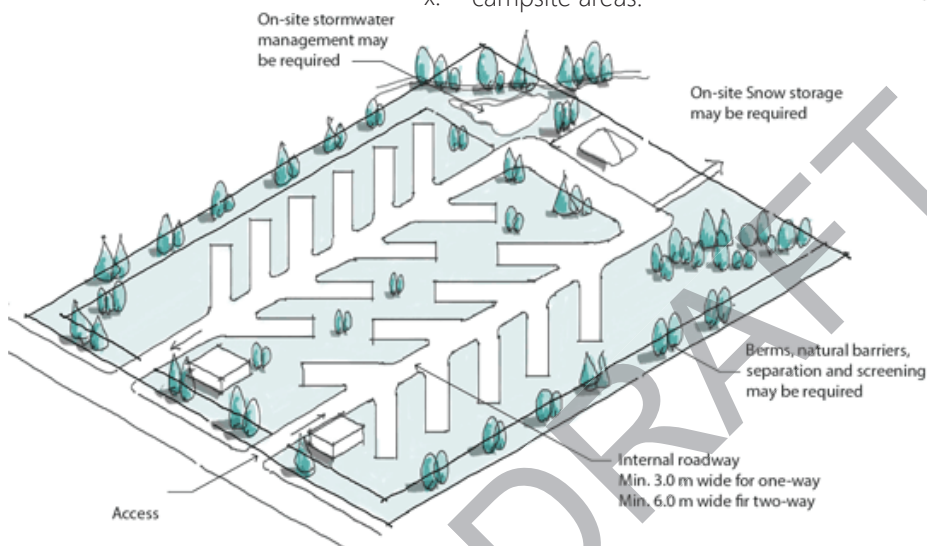 x. campsite areas.
On-site stormwater
management may
be required
On-site Snow storage
may be required
Berms, natural barriers,
separation and screening
may be required
Internal roadway
Min. 3.0 m wide for one-way
Min. 6.0 m wide fir two-way
Access
DRAFT